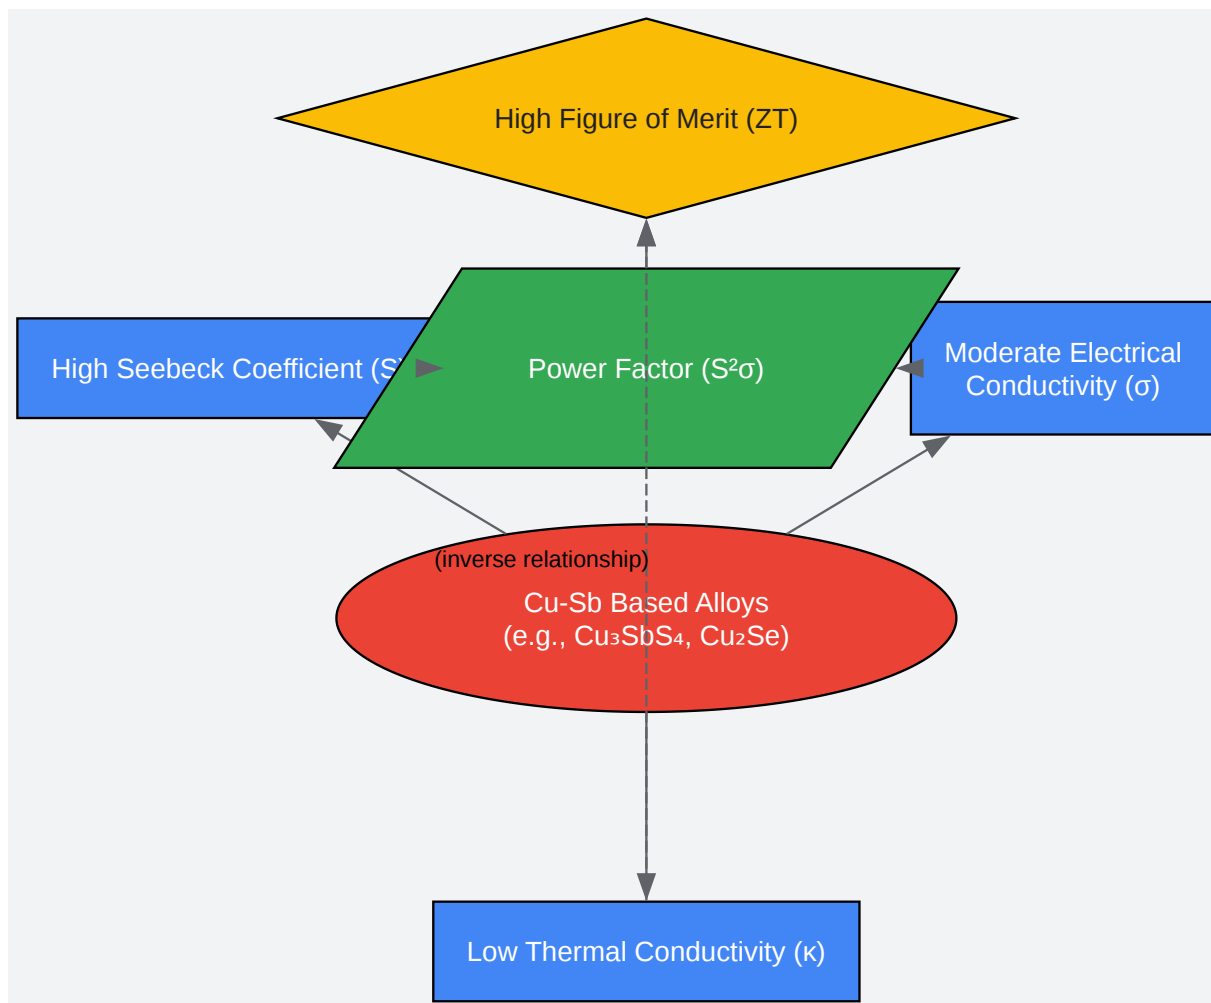 High Figure of Merit (ZT)
High Seebeck Coefficient (S)
Power Factor (S²σ)
Moderate Electrical
Conductivity (σ)
(inverse relationship)
Cu-Sb Based Alloys
(e.g., Cu₃SbS₄, Cu₂Se)
Low Thermal Conductivity (κ)